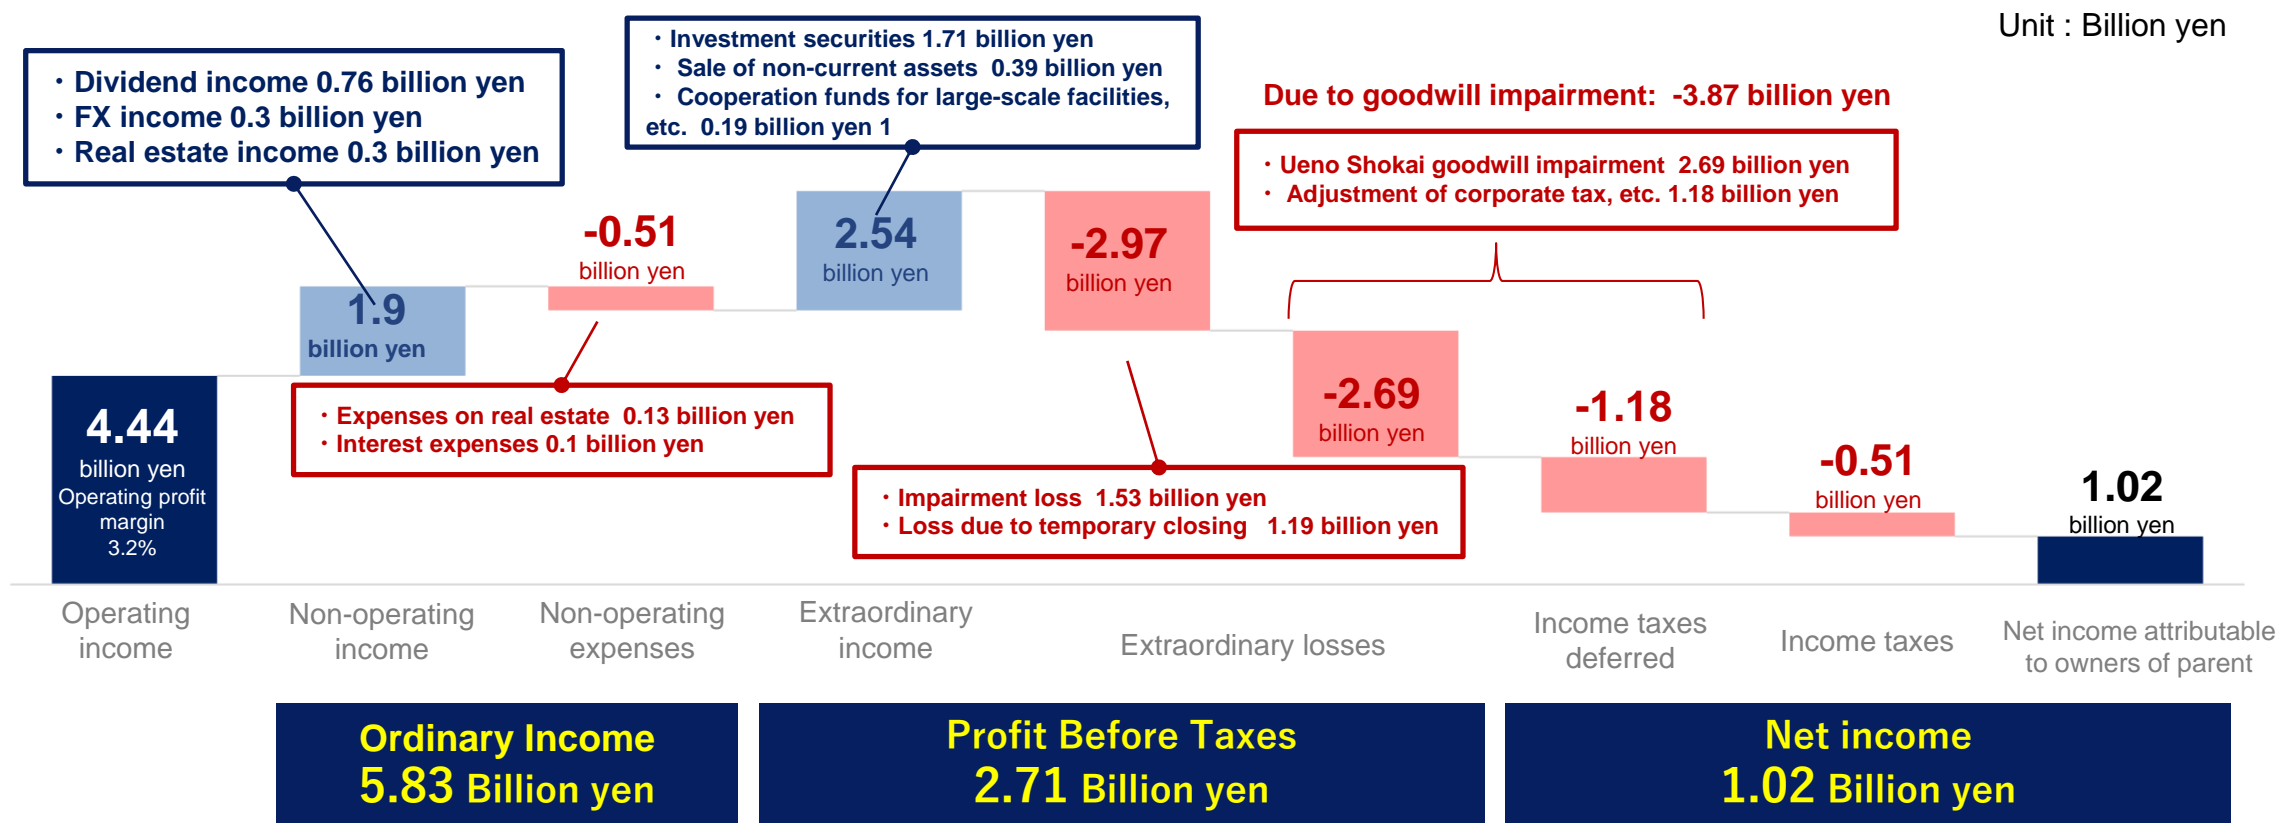 Unit : Billion yen
・Dividend income 0.76 billion yen
・FX income 0.3 billion yen
・Real estate income 0.3 billion yen
・Investment securities 1.71 billion yen
・ Sale of non-current assets 0.39 billion yen
・ Cooperation funds for large-scale facilities,
etc. 0.19 billion yen 1
Due to goodwill impairment: -3.87 billion yen
・Ueno Shokai goodwill impairment 2.69 billion yen
・ Adjustment of corporate tax, etc. 1.18 billion yen
4.44
billion yen
Operating profit
margin
3.2%
1.9
billion yen
-0.51
billion yen
・Expenses on real estate 0.13 billion yen
・Interest expenses 0.1 billion yen
2.54
billion yen
-2.97
billion yen
・Impairment loss 1.53 billion yen
・Loss due to temporary closing 1.19 billion yen
-2.69
billion yen
-1.18
billion yen
-0.51
billion yen
1.02
billion yen
Operating
income
Non-operating
income
Non-operating
expenses
Extraordinary
income
Extraordinary losses
Income taxes
deferred
Income taxes
Net income attributable
to owners of parent
Ordinary Income
5.83 Billion yen
Profit Before Taxes
2.71 Billion yen
Net income
1.02 Billion yen